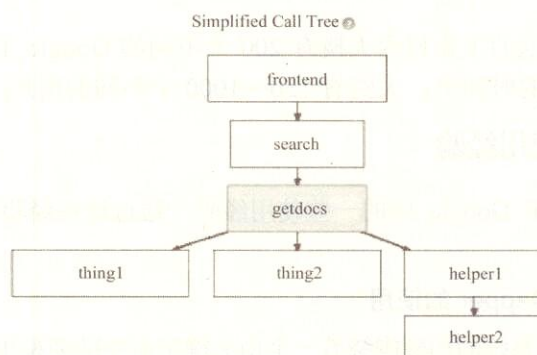 Simplified Call Tree
frontend
search
getdocs
thing1
thing2
helper1
helper2